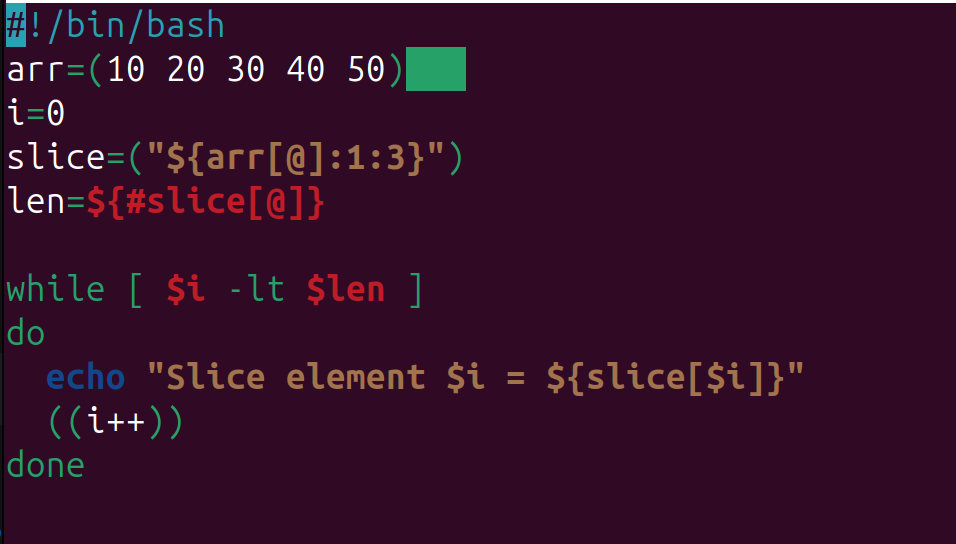 #!/bin/bash
arr=(10 20 30 40 50)
i=0
slice=("${arr[@]:1:3}")
len=${#slice[@]}

while [ $i -lt $len ]
do
  echo "Slice element $i = ${slice[$i]}"
  ((i++))
done